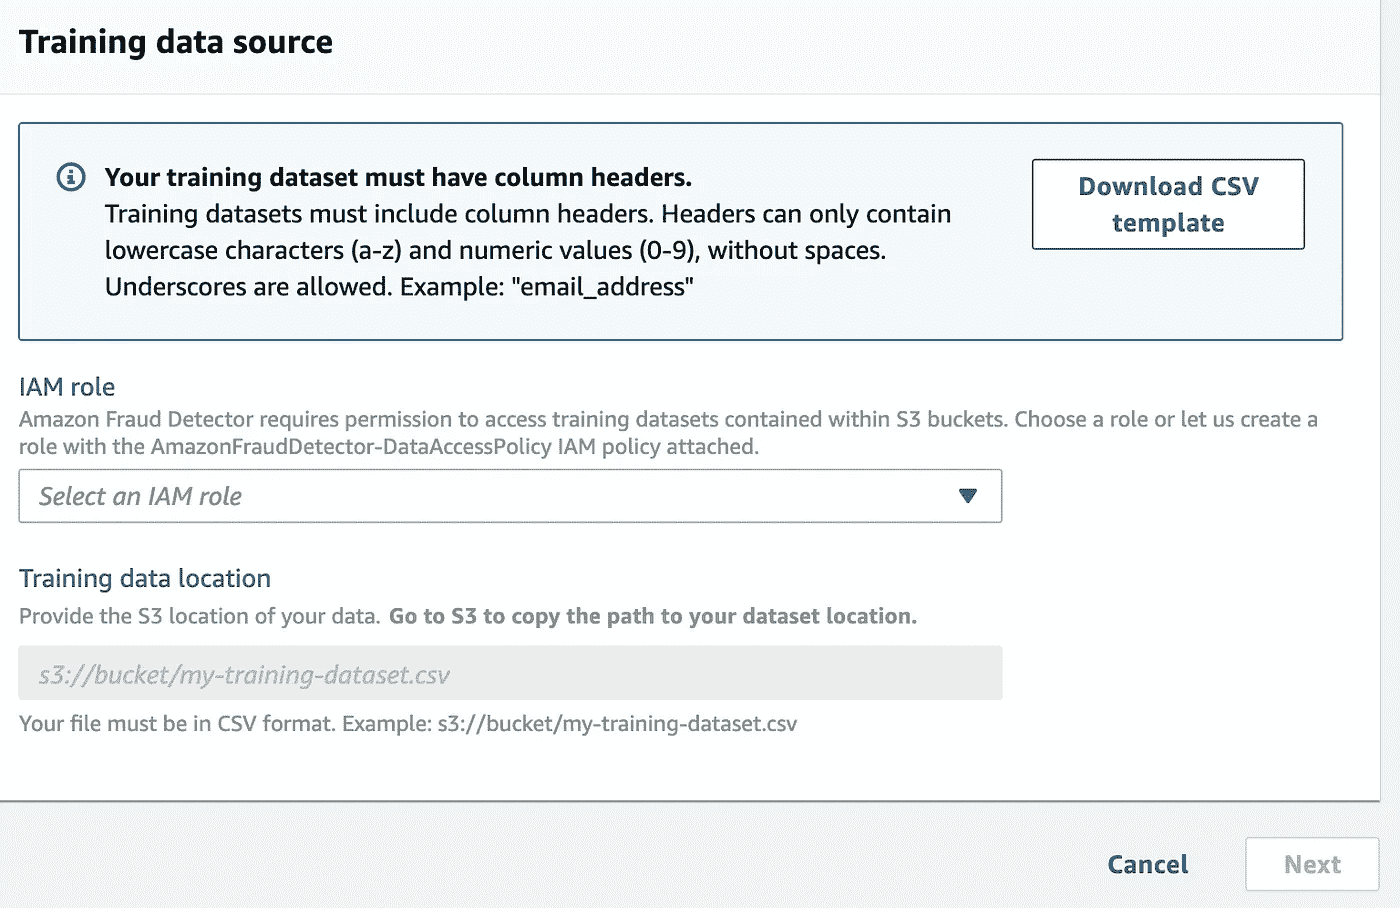 Training data source
Your training dataset must have column headers.
Training datasets must include column headers. Headers can only contain
lowercase characters (a-z) and numeric values (0-9), without spaces.
Underscores are allowed. Example: "email_address"
Download CSV
template
IAM role
Amazon Fraud Detector requires permission to access training datasets contained within S3 buckets. Choose a role or let us create a
role with the AmazonFraudDetector-DataAccessPolicy IAM policy attached.
Select an IAM role
Training data location
Provide the S3 location of your data. Go to S3 to copy the path to your dataset location.
s3://bucket/my-training-dataset.csv
Your file must be in CSV format. Example: s3://bucket/my-training-dataset.csv
Cancel
Next